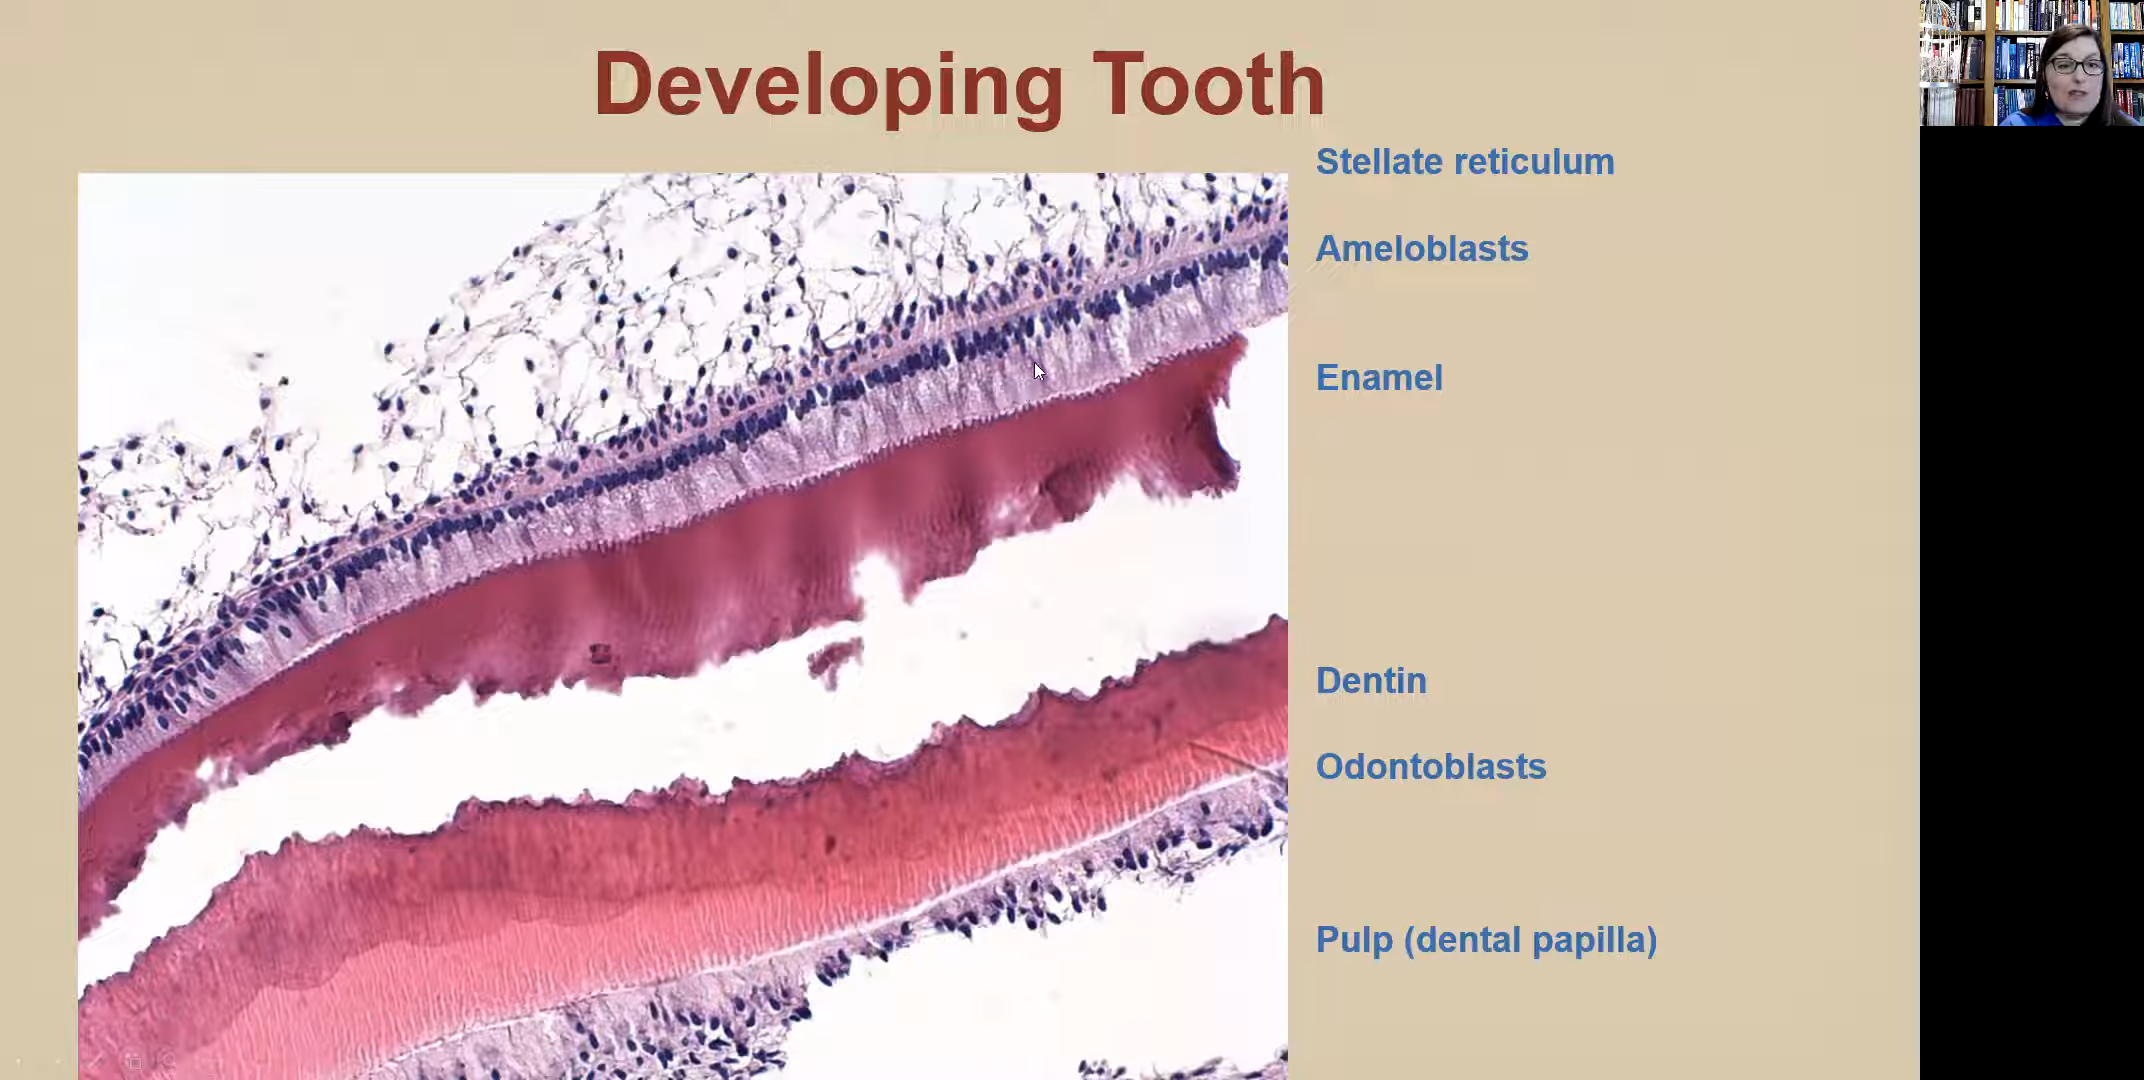 Developing Tooth
Stellate reticulum
Ameloblasts
Enamel
Dentin
Odontoblasts
Pulp (dental papilla)